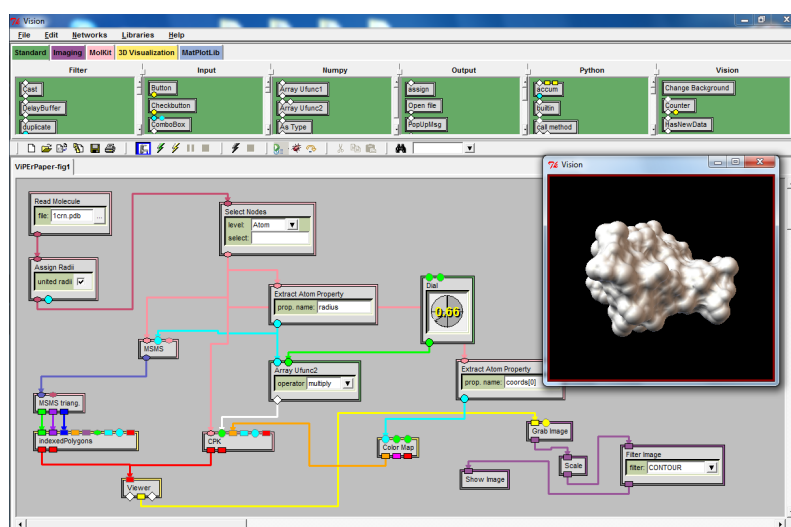 Vision
File Edit Networks Libraries Help
Standard Imaging MolKit 3D Visualization MatPlotLib
Filter Input Numpy Output Python Vision
Cast Button Array Ufunc1 assign accum Change Background
DelayBuffer Checkbutton Array Ufunc2 Open file builtin Counter
duplicate ComboBox As Type PopUpMsg call method HasNewData
ViPErPaper-fig1
Vision
Read Molecule
file: 1crn.pdb ...
Select Nodes
level: Atom
select:
Assign Radii
united radii
Extract Atom Property
prop. name: radius
Dial
0.66
MSMS
Array Ufunc2
operator multiply
Extract Atom Property
prop. name: coords[0]
MSMS triang.
indexedPolygons
CPK
Color Map
Grab Image
Filter Image
filter: CONTOUR
Scale
Show Image
Viewer